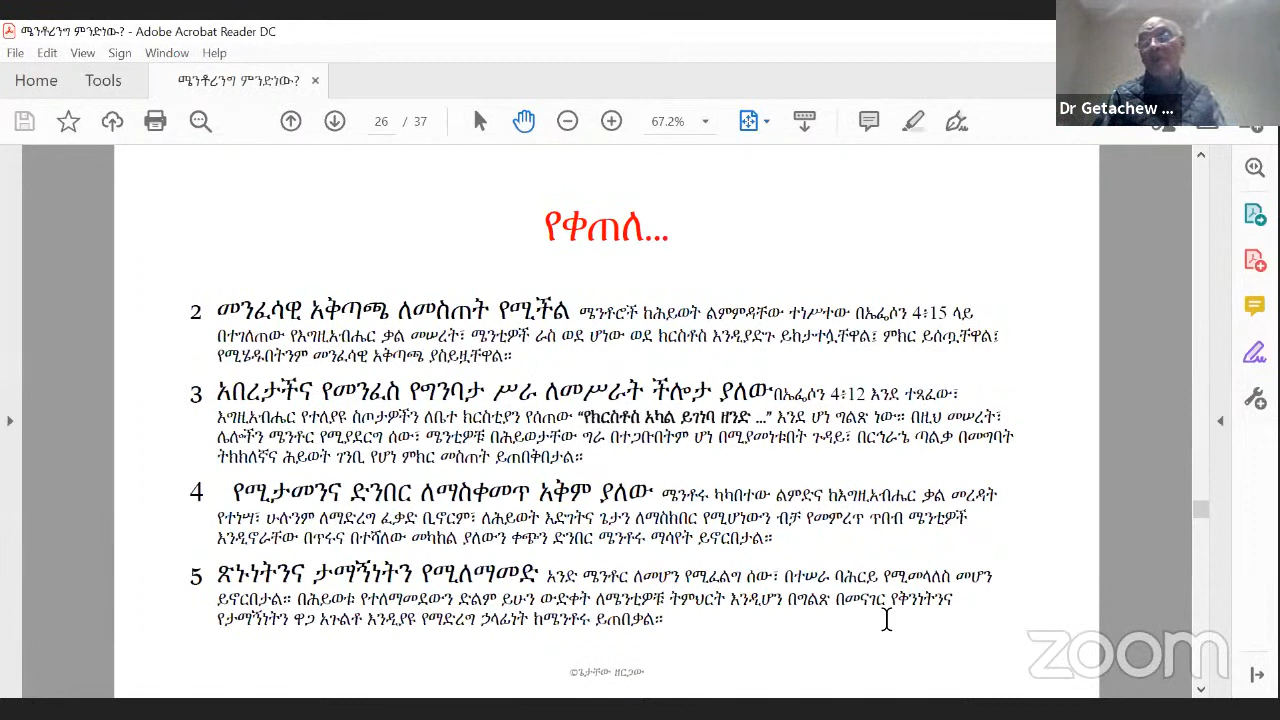 ሜንቶሪንግ ምንድነው? - Adobe Acrobat Reader DC
File Edit View Sign Window Help
Home Tools ሜንቶሪንግ ምንድነው? ×
26 / 37 67.2%
Dr Getachew ...
የቀጠለ...
2 መንፈሳዊ አቅጣጫ ለመስጠት የሚችል ሜንቶሮች ከሕይወት ልምምዳቸው ተነሥተው በኤፌሶን 4፥15 ላይ
በተገለጠው የእግዚአብሔር ቃል መሠረት፣ ሜንቲዎች ራስ ወደ ሆነው ወደ ክርስቶስ እንዲያድጉ ይከታተሏቸዋል፤ ምክር ይሰጧቸዋል፤
የሚሄዱበትንም መንፈሳዊ አቅጣጫ ያስይዟቸዋል።
3 አበረታችና የመንፈስ የግንባታ ሥራ ለመሥራት ችሎታ ያለው በኤፌሶን 4፥12 እንደ ተጻፈው፣
እግዚአብሔር የተለያዩ ስጦታዎችን ለቤተ ክርስቲያን የሰጠው “የክርስቶስ አካል ይገነባ ዘንድ ...” እንደ ሆነ ግልጽ ነው። በዚህ መሠረት፣
ሌሎችን ሜንቶር የሚያደርግ ሰው፣ ሜንቲዎቹ በሕይወታቸው ግራ በተጋቡበትም ሆነ በሚያመነቱበት ጉዳይ፣ በርኅራኄ ጣልቃ በመግባት
ትክክለኛና ሕይወት ገንቢ የሆነ ምክር መስጠት ይጠበቅበታል።
4 የሚታመንና ድንበር ለማስቀመጥ አቅም ያለው ሜንቶሩ ካካበተው ልምድና ከእግዚአብሔር ቃል መረዳት
የተነሣ፣ ሁሉንም ለማድረግ ፈቃድ ቢኖርም፣ ለሕይወት እድገትና ጌታን ለማስከበር የሚሆነውን ብቻ የመምረጥ ጥበብ ሜንቲዎች
እንዲኖራቸው በጥሩና በተሻለው መካከል ያለውን ቀጭን ድንበር ሜንቶሩ ማሳየት ይኖርበታል።
5 ጽኑነትንና ታማኝነትን የሚለማመድ አንድ ሜንቶር ለመሆን የሚፈልግ ሰው፣ በተሠራ ባሕርይ የሚመላለስ መሆን
ይኖርበታል። በሕይወቱ የተለማመደውን ድልም ይሁን ውድቀት ለሜንቲዎቹ ትምህርት እንዲሆን በግልጽ በመናገር የቅንነትንና
የታማኝነትን ዋጋ አጉልቶ እንዲያዩ የማድረግ ኃላፊነት ከሜንቶሩ ይጠበቃል።
©ጌታቸው ዘርጋው
zoom